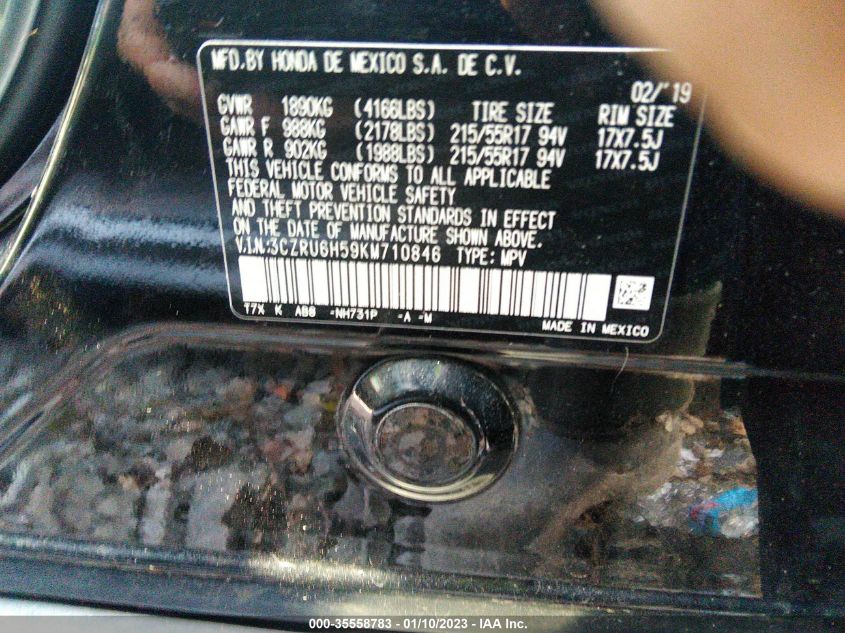 MFD.BY HONDA DE MEXICO S.A. DE C.V.
02/'19
GVWR 1890KG (4166LBS) TIRE SIZE RIM SIZE
GAWR F 988KG (2178LBS) 215/55R17 94V 17X7.5J
GAWR R 902KG (1988LBS) 215/55R17 94V 17X7.5J
THIS VEHICLE CONFORMS TO ALL APPLICABLE
FEDERAL MOTOR VEHICLE SAFETY
AND THEFT PREVENTION STANDARDS IN EFFECT
ON THE DATE OF MANUFACTURE SHOWN ABOVE.
V.I.N:3CZRU6H59KM710846 TYPE: MPV
T7X K AB8 -NH731P -A -M
MADE IN MEXICO
000-35558783 — 01/10/2023 — IAA Inc.